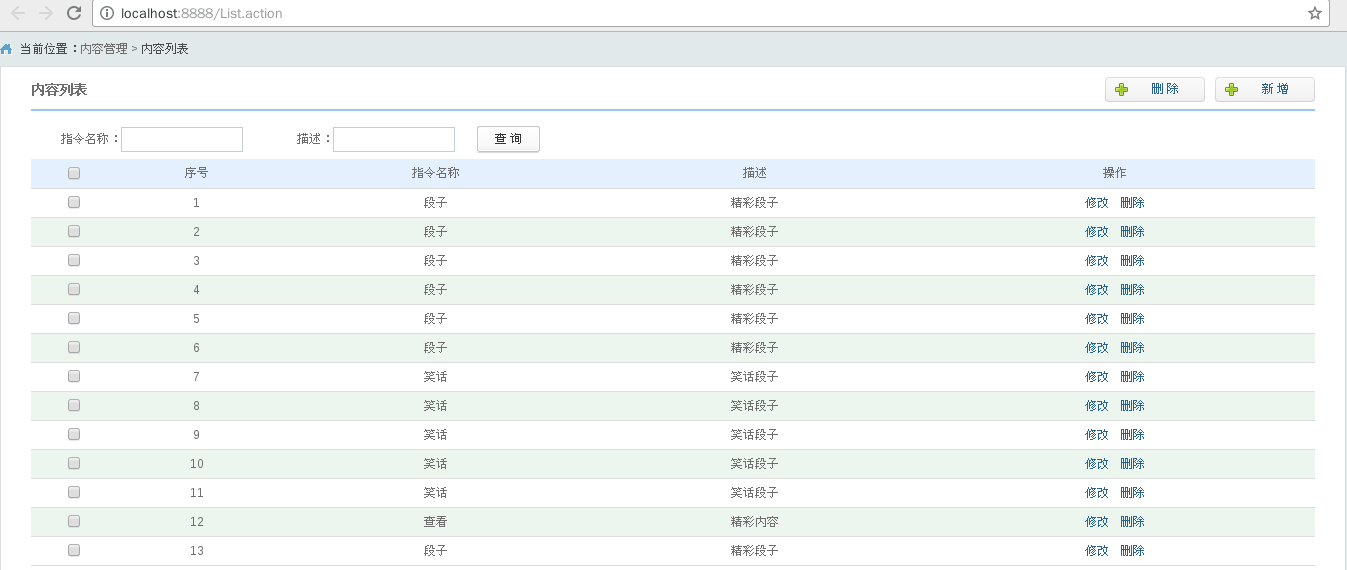 localhost:8888/List.action
当前位置：内容管理 > 内容列表
内容列表 删除 新增
指令名称： 描述： 查询
序号 指令名称 描述 操作
1 段子 精彩段子 修改 删除
2 段子 精彩段子 修改 删除
3 段子 精彩段子 修改 删除
4 段子 精彩段子 修改 删除
5 段子 精彩段子 修改 删除
6 段子 精彩段子 修改 删除
7 笑话 笑话段子 修改 删除
8 笑话 笑话段子 修改 删除
9 笑话 笑话段子 修改 删除
10 笑话 笑话段子 修改 删除
11 笑话 笑话段子 修改 删除
12 查看 精彩内容 修改 删除
13 段子 精彩段子 修改 删除